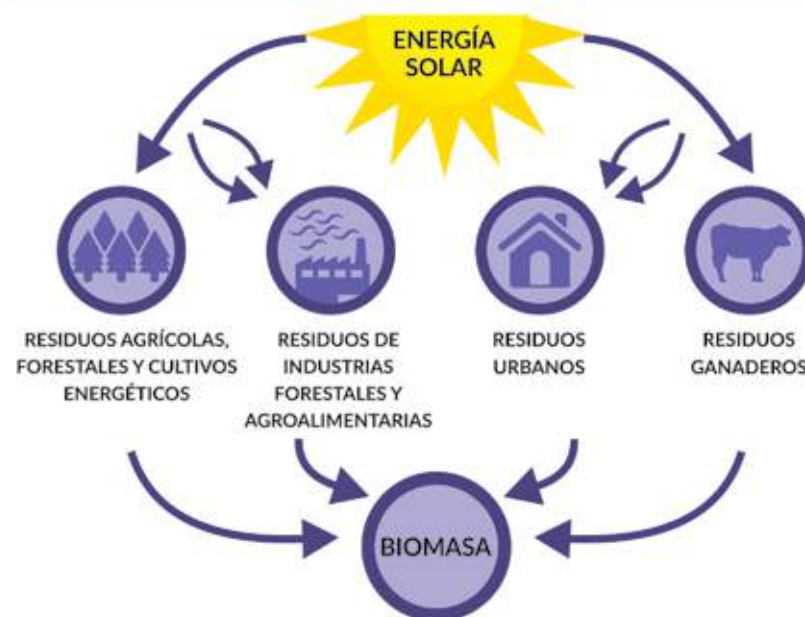 ENERGÍA
SOLAR
RESIDUOS AGRÍCOLAS,
FORESTALES Y CULTIVOS
ENERGÉTICOS
RESIDUOS DE
INDUSTRIAS
FORESTALES Y
AGROALIMENTARIAS
RESIDUOS
URBANOS
RESIDUOS
GANADEROS
BIOMASA